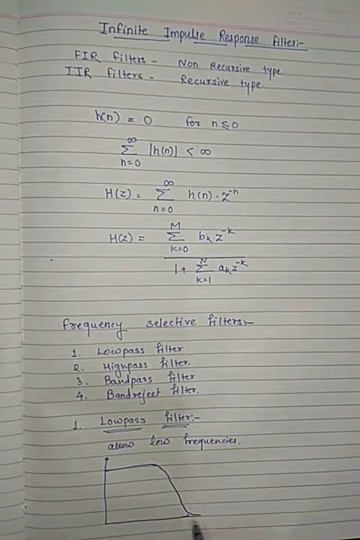 Infinite Impulse Response filter:-
FIR filters - Non Recursive type
IIR filters - Recursive type.
h(n) = 0 for n ≤ 0
∞ Σ n=0 |h(n)| < ∞
H(z) = ∞ Σ n=0 h(n) · z^-n
H(z) = M Σ k=0 b_k z^-k
1 + N Σ k=1 a_k z^-k
Frequency selective filters:-
1. Lowpass filter
2. Highpass filter.
3. Bandpass filter
4. Bandreject filter.
1. Lowpass filter:-
allow low frequencies.